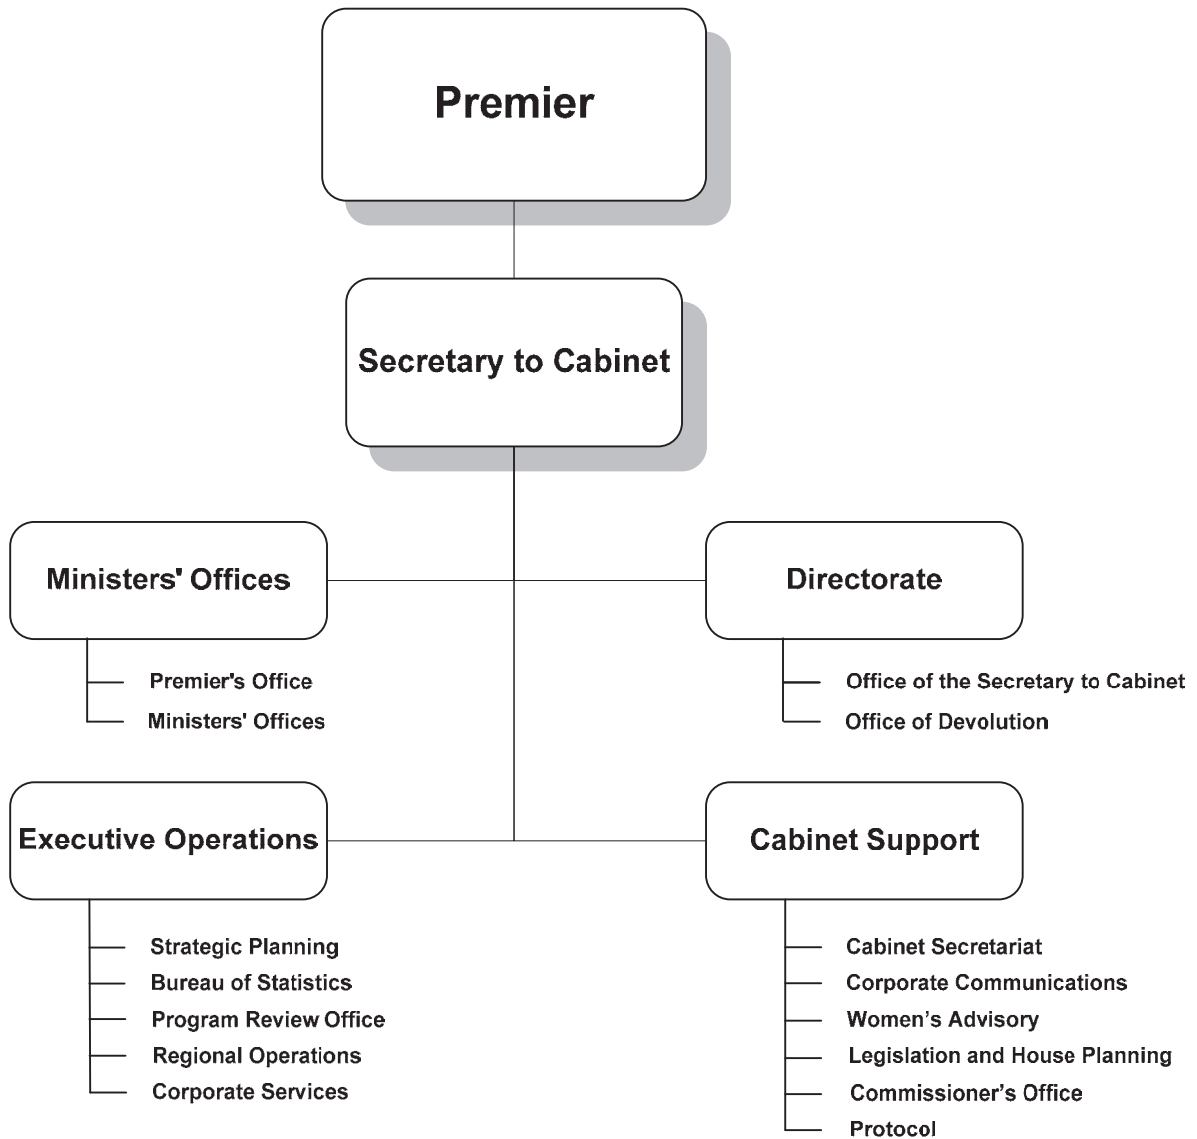 Premier
Secretary to Cabinet
Ministers' Offices
Premier's Office
Ministers' Offices
Directorate
Office of the Secretary to Cabinet
Office of Devolution
Executive Operations
Strategic Planning
Bureau of Statistics
Program Review Office
Regional Operations
Corporate Services
Cabinet Support
Cabinet Secretariat
Corporate Communications
Women’s Advisory
Legislation and House Planning
Commissioner’s Office
Protocol